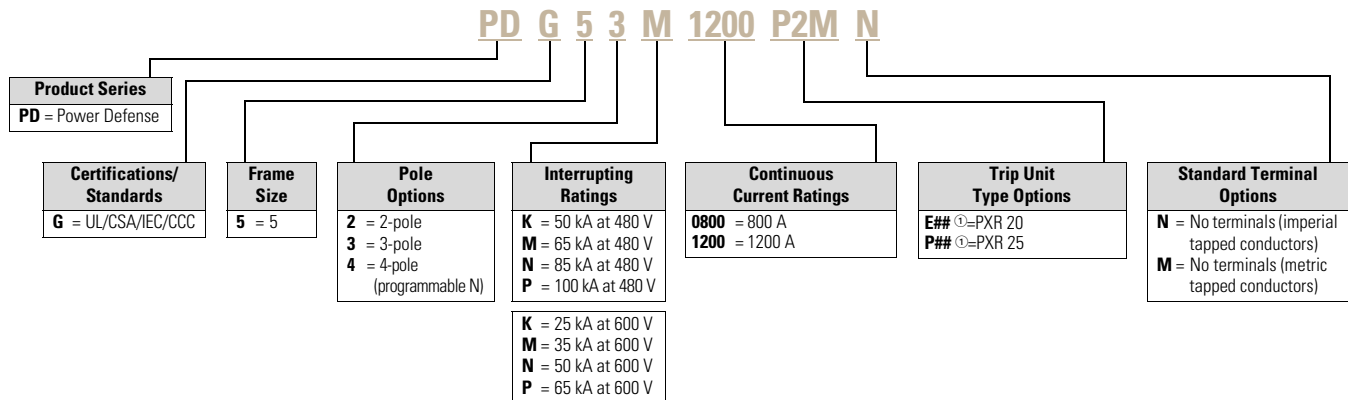 PD G 5 3 M 1200 P2M N
Product Series
PD = Power Defense
Certifications/
Standards
G = UL/CSA/IEC/CCC
Frame
Size
5 = 5
Pole
Options
2 = 2-pole
3 = 3-pole
4 = 4-pole
(programmable N)
Interrupting
Ratings
K = 50 kA at 480 V
M = 65 kA at 480 V
N = 85 kA at 480 V
P = 100 kA at 480 V
K = 25 kA at 600 V
M = 35 kA at 600 V
N = 50 kA at 600 V
P = 65 kA at 600 V
Continuous
Current Ratings
0800 = 800 A
1200 = 1200 A
Trip Unit
Type Options
E## ①=PXR 20
P## ①=PXR 25
Standard Terminal
Options
N = No terminals (imperial
tapped conductors)
M = No terminals (metric
tapped conductors)